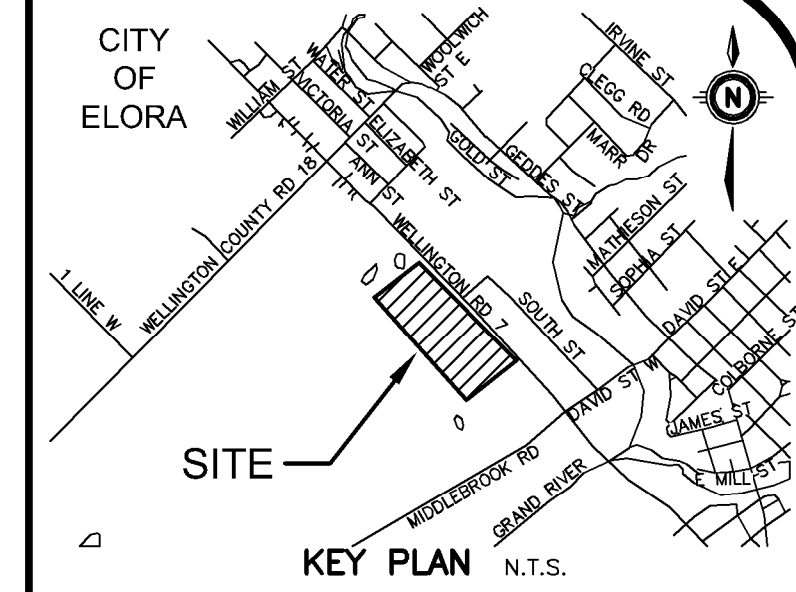 CITY
OF
ELORA
WILLIAM ST
WATER ST
VICTORIA ST
ELIZABETH ST
ANN ST
WOOLWICH
ST E
IRVINE ST
CLEGG RD
MARR DR
GOLD ST
GEDDES ST
N
MATHIESON ST
SOPHIA ST
WELLINGTON COUNTY RD 18
1 LINE W
WELLINGTON RD 7
SOUTH ST
DAVID ST E
DAVID ST W
COLBORNE ST
JAMES ST
E MILL ST
SITE
MIDDLEBROOK RD
GRAND RIVER
KEY PLAN N.T.S.